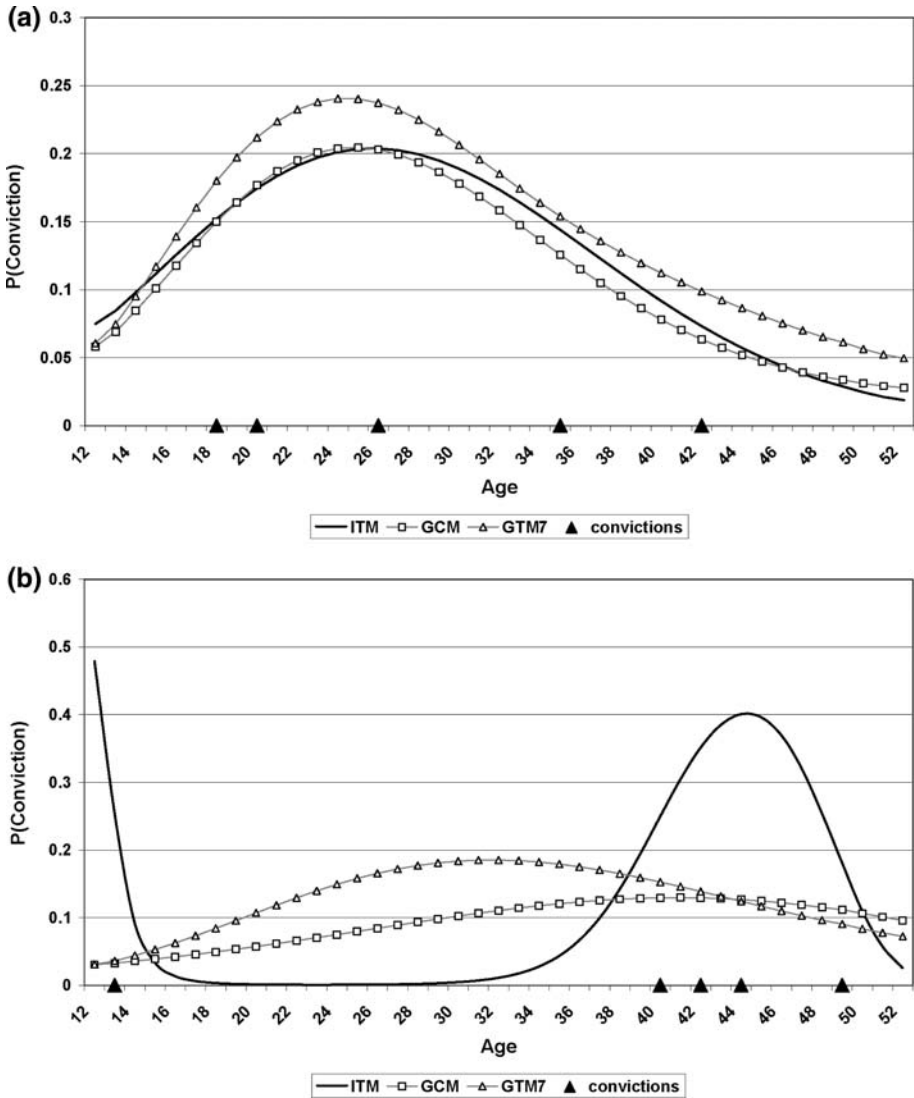 (a)
0.3
0.25
0.2
0.15
0.1
0.05
0
P(Conviction)
12 14 16 18 20 22 24 26 28 30 32 34 36 38 40 42 44 46 48 50 52
Age
ITM GCM GTM7 convictions
(b)
0.6
0.5
0.4
0.3
0.2
0.1
0
P(Conviction)
12 14 16 18 20 22 24 26 28 30 32 34 36 38 40 42 44 46 48 50 52
Age
ITM GCM GTM7 convictions